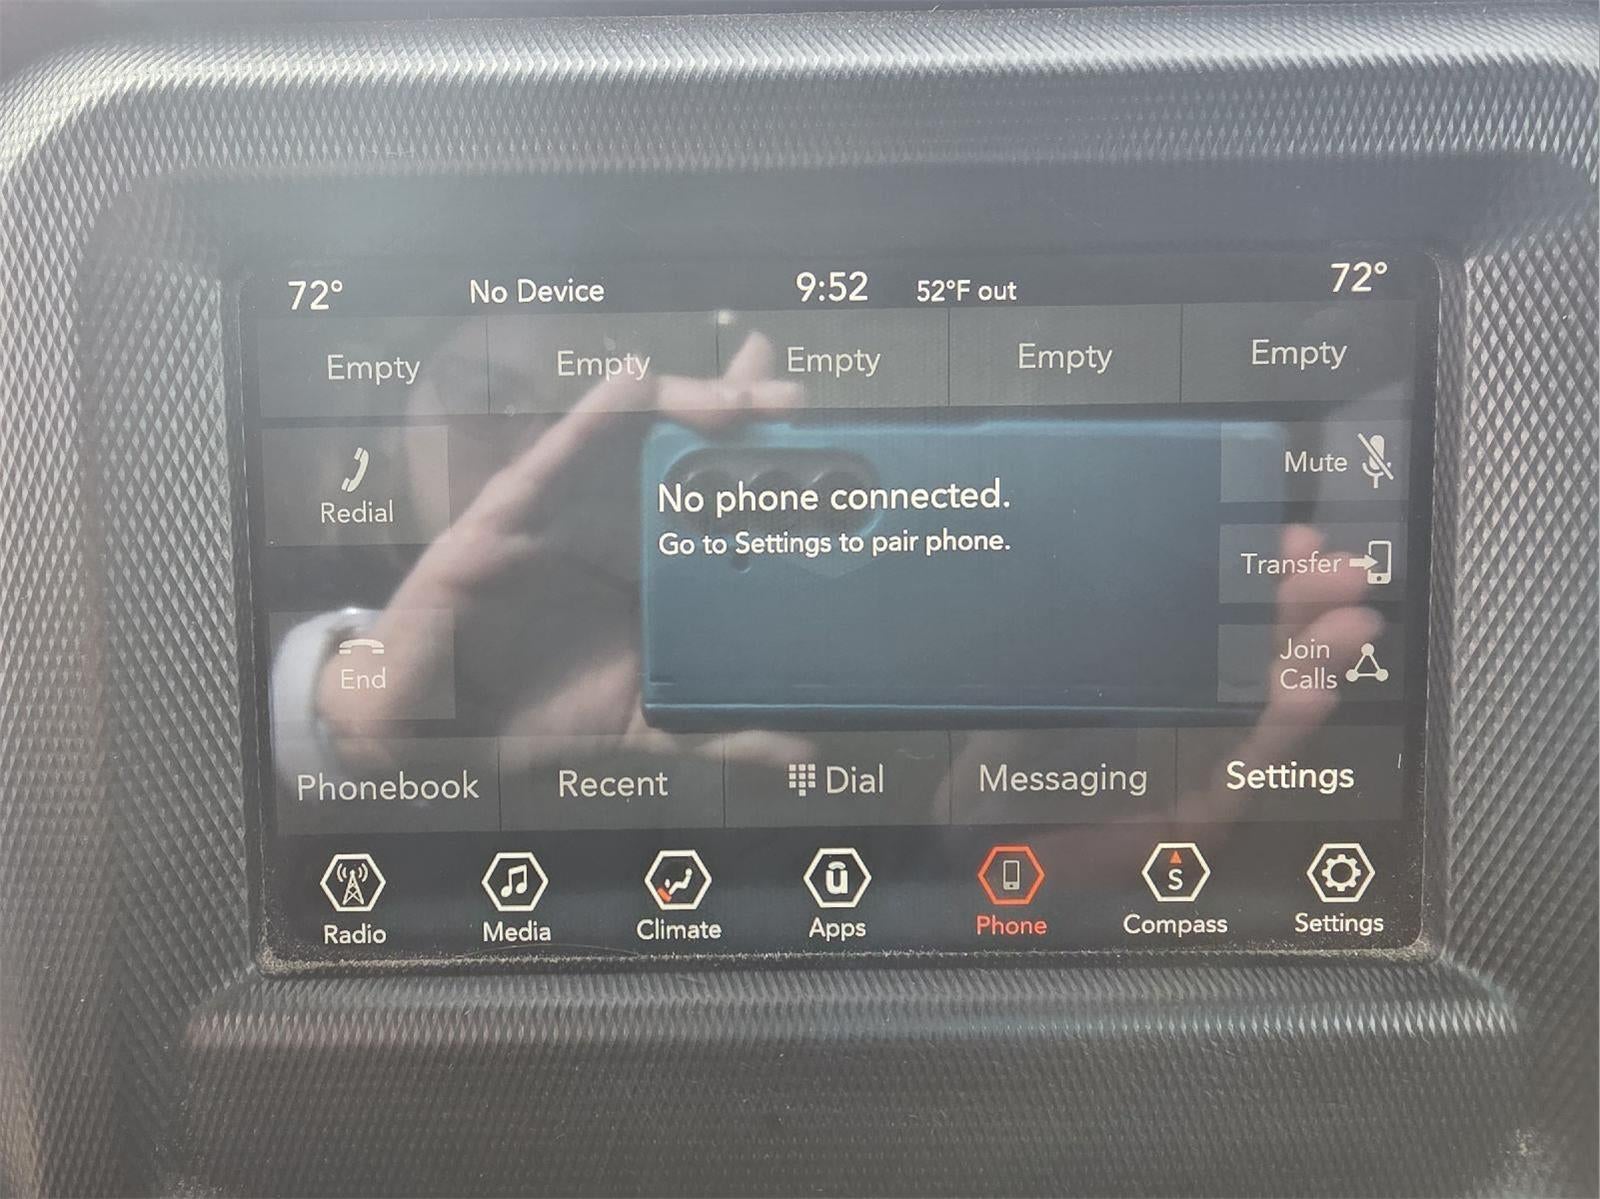 72° No Device 9:52 52°F out 72°
Empty Empty Empty Empty Empty
Redial
No phone connected.
Go to Settings to pair phone.
Mute
Transfer
End
Join
Calls
Phonebook Recent Dial Messaging Settings
S
Radio Media Climate Apps Phone Compass Settings